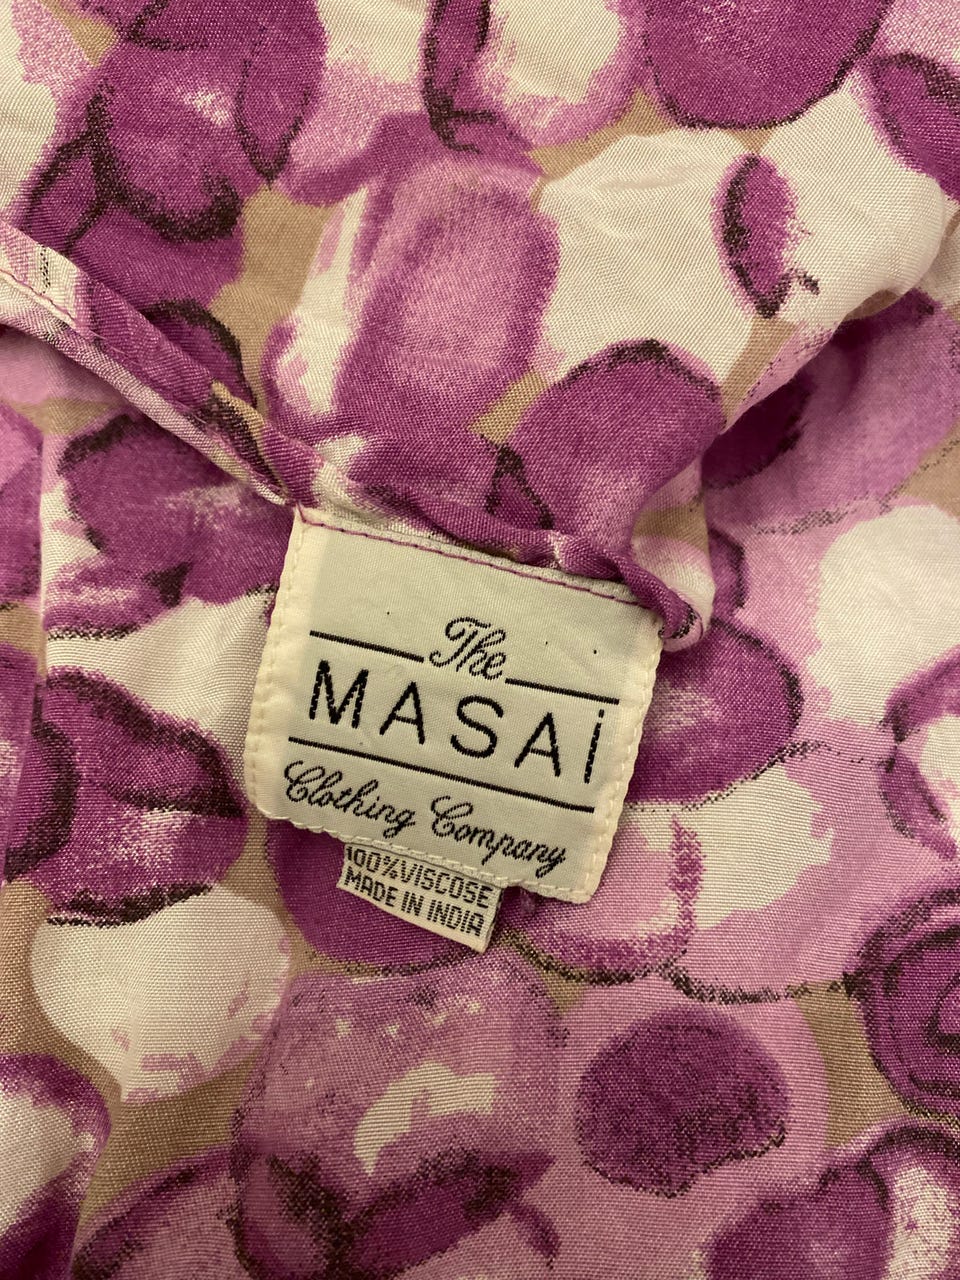 The
MASAi
Clothing Company
100%VISCOSE
MADE IN INDIA